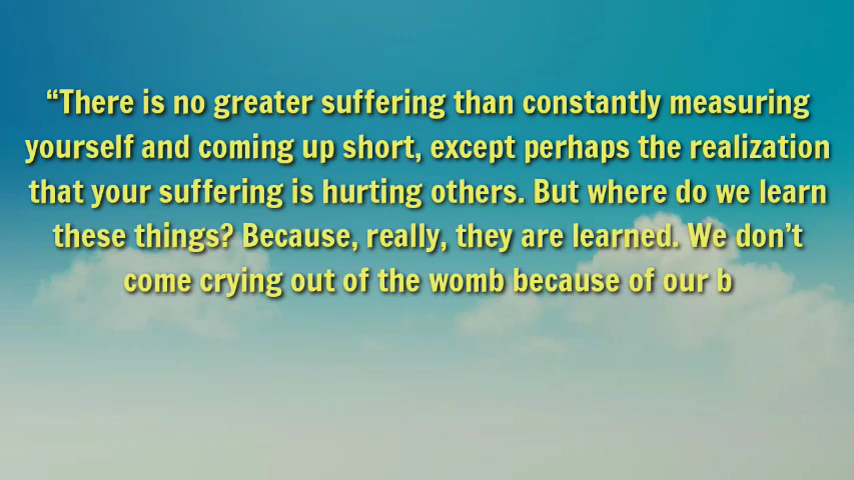 “There is no greater suffering than constantly measuring
yourself and coming up short, except perhaps the realization
that your suffering is hurting others. But where do we learn
these things? Because, really, they are learned. We don’t
come crying out of the womb because of our b